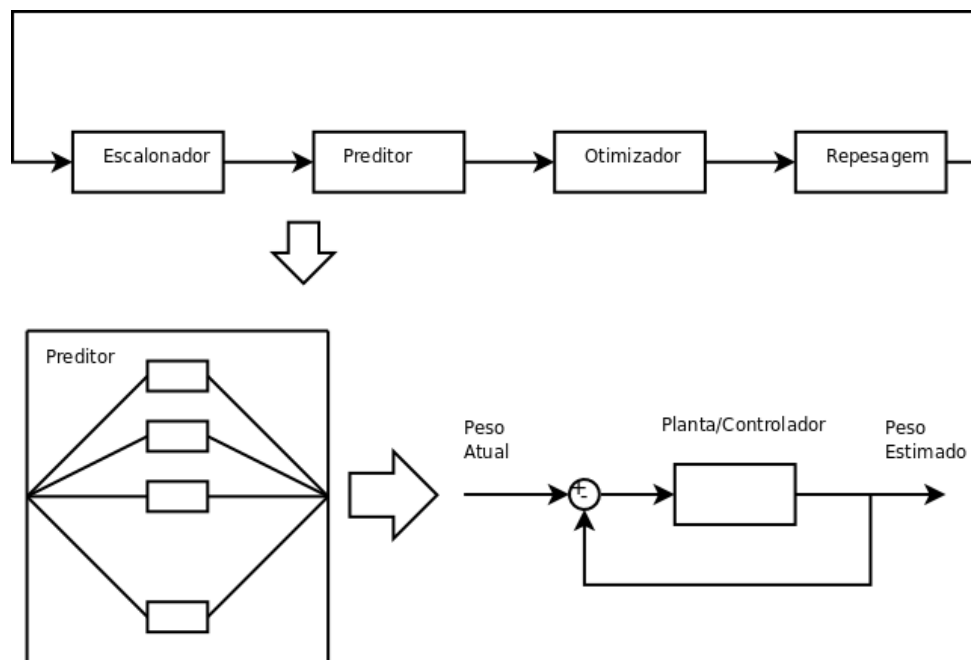 Escalonador
Preditor
Otimizador
Repesagem
Preditor
Peso
Atual
Planta/Controlador
Peso
Estimado
+
-